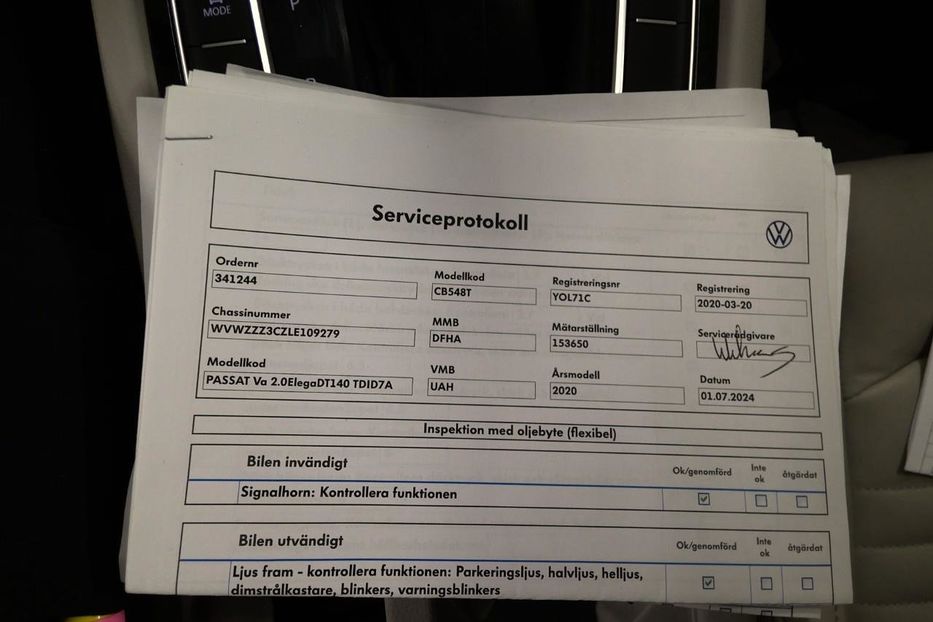 MODE
P
Serviceprotokoll
Ordernr
341244
Modellkod
CB548T
Registreringsnr
YOL71C
Registrering
2020-03-20
Chassinummer
WVWZZZ3CZLE109279
MMB
DFHA
Mätarställning
153650
Servicerådgivare
Modellkod
PASSAT Va 2.0ElegaDT140 TDID7A
VMB
UAH
Årsmodell
2020
Datum
01.07.2024
Inspektion med oljebyte (flexibel)
Bilen invändigt
Ok/genomförd
Inte ok
åtgärdat
Signalhorn: Kontrollera funktionen
Bilen utvändigt
Ok/genomförd
Inte ok
åtgärdat
Ljus fram - kontrollera funktionen: Parkeringsljus, halvljus, helljus,
dimstrålkastare, blinkers, varningsblinkers